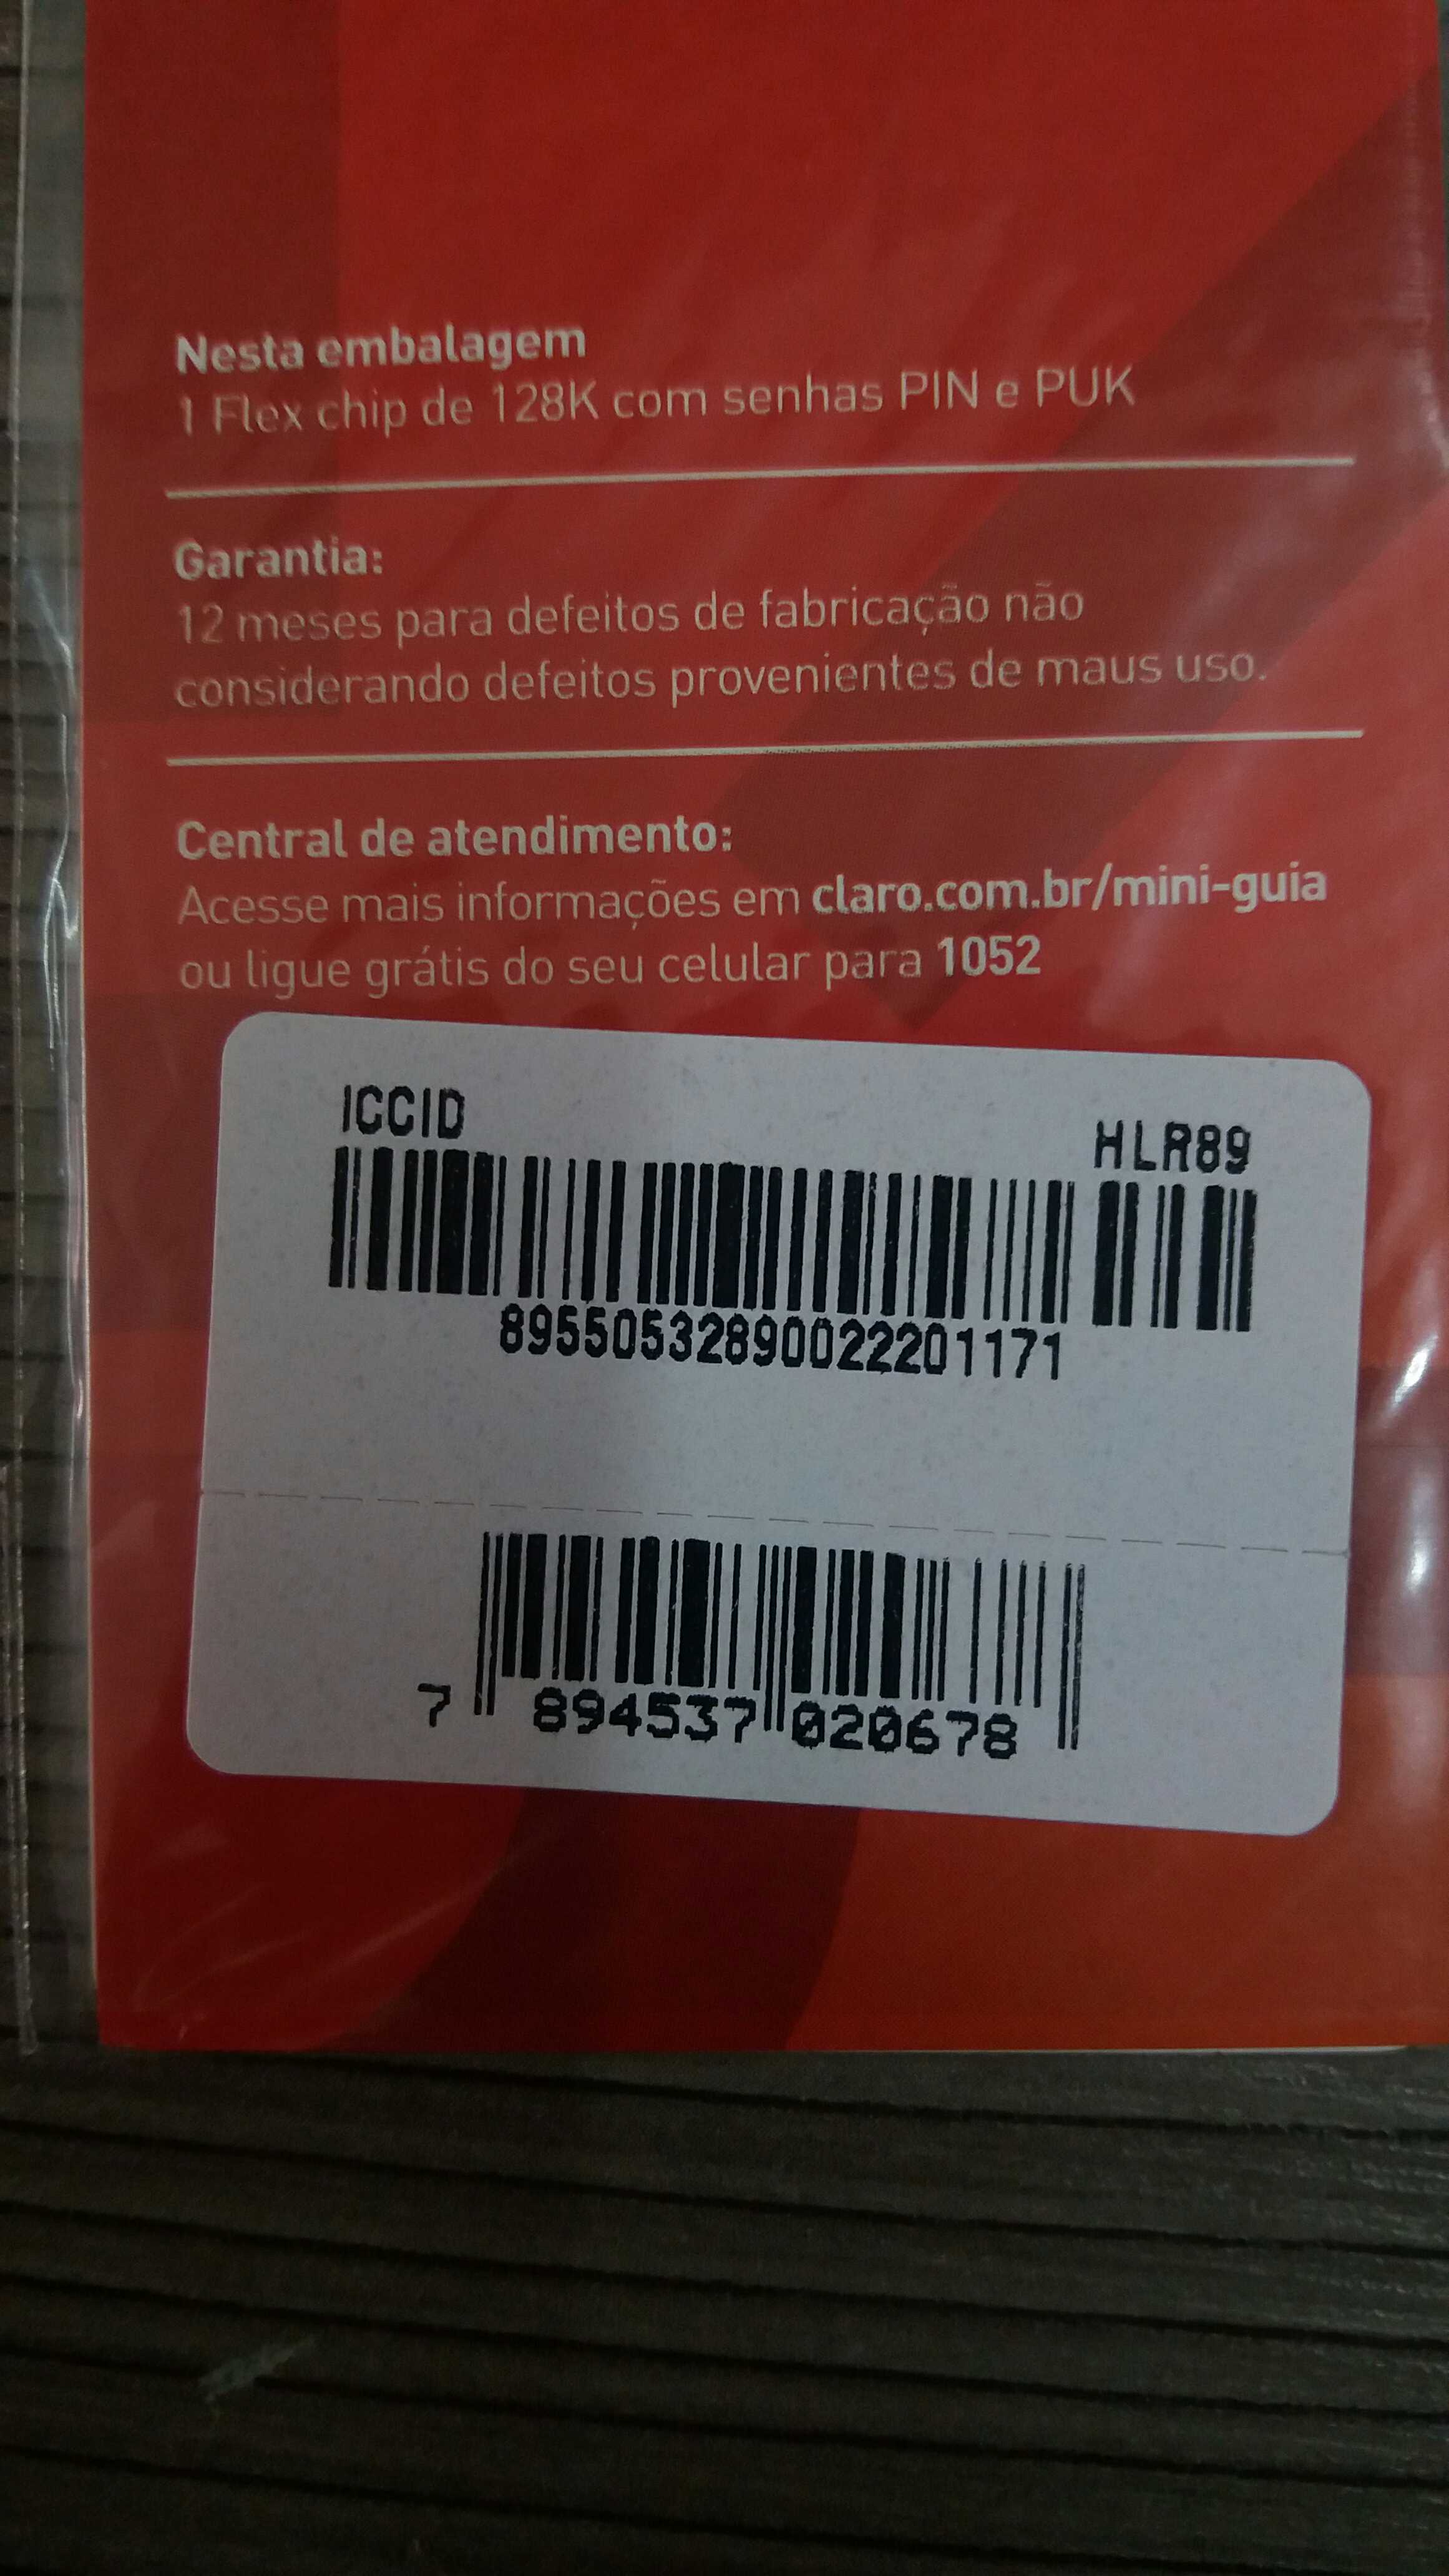 Nesta embalagem
1 Flex chip de 128K com senhas PIN e PUK
Garantia:
12 meses para defeitos de fabricação não
considerando defeitos provenientes de maus uso.
Central de atendimento:
Acesse mais informações em claro.com.br/mini-guia
ou ligue grátis do seu celular para 1052
ICCID
HLR89
89550532890022201171
7 894537 020678